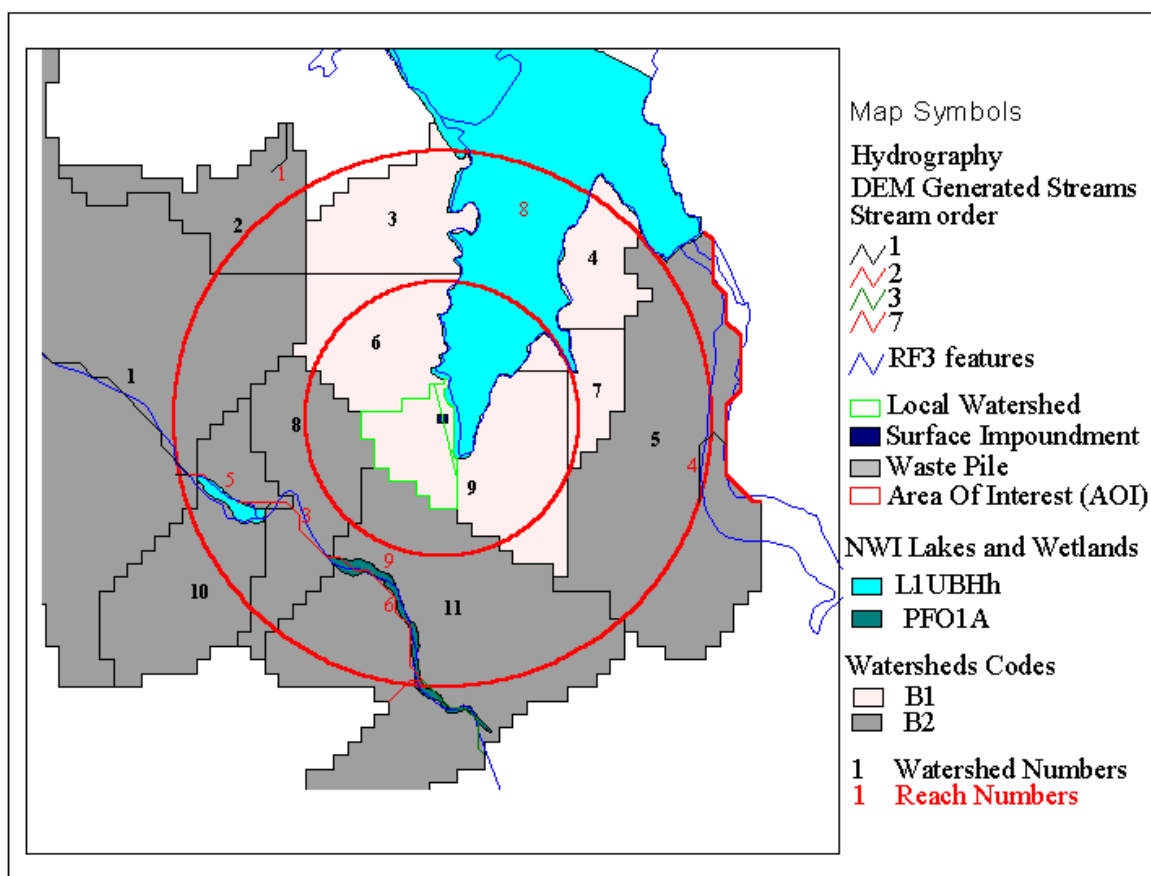 1
8
2
3
4
6
1
7
8
5
4
5
9
3
9
10
6
11
Map Symbols
Hydrography
DEM Generated Streams
Stream order
1
2
3
7
RF3 features
Local Watershed
Surface Impoundment
Waste Pile
Area Of Interest (AOI)
NWI Lakes and Wetlands
L1UBHh
PFO1A
Watersheds Codes
B1
B2
1 Watershed Numbers
1 Reach Numbers